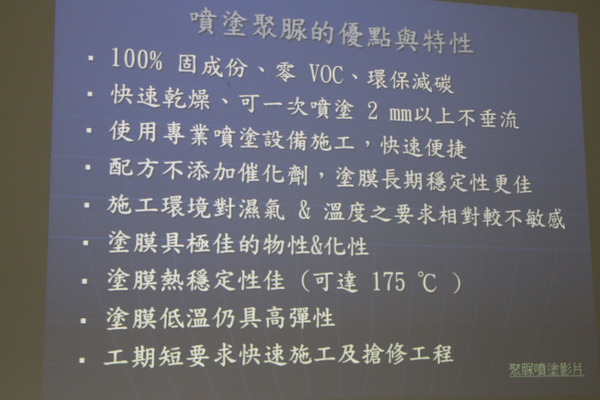 噴塗聚脲的優點與特性
▪ 100% 固成份、零 VOC、環保減碳
▪ 快速乾燥、可一次噴塗 2 mm以上不垂流
▪ 使用專業噴塗設備施工，快速便捷
▪ 配方不添加催化劑，塗膜長期穩定性更佳
▪ 施工環境對濕氣 & 溫度之要求相對較不敏感
▪ 塗膜具極佳的物性&化性
▪ 塗膜熱穩定性佳 (可達 175 ℃ )
▪ 塗膜低溫仍具高彈性
▪ 工期短要求快速施工及搶修工程
聚脲噴塗影片